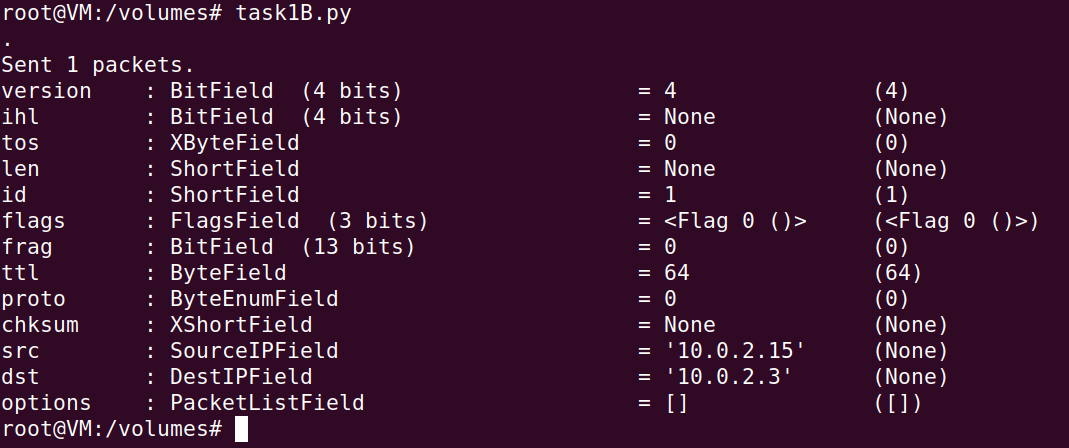 root@VM:/volumes# task1B.py
.
Sent 1 packets.
version    : BitField  (4 bits)                  = 4               (4)
ihl        : BitField  (4 bits)                  = None            (None)
tos        : XByteField                          = 0               (0)
len        : ShortField                          = None            (None)
id         : ShortField                          = 1               (1)
flags      : FlagsField  (3 bits)                = <Flag 0 ()>     (<Flag 0 ()>)
frag       : BitField  (13 bits)                 = 0               (0)
ttl        : ByteField                           = 64              (64)
proto      : ByteEnumField                       = 0               (0)
chksum     : XShortField                         = None            (None)
src        : SourceIPField                       = '10.0.2.15'     (None)
dst        : DestIPField                         = '10.0.2.3'      (None)
options    : PacketListField                     = []              ([])
root@VM:/volumes#